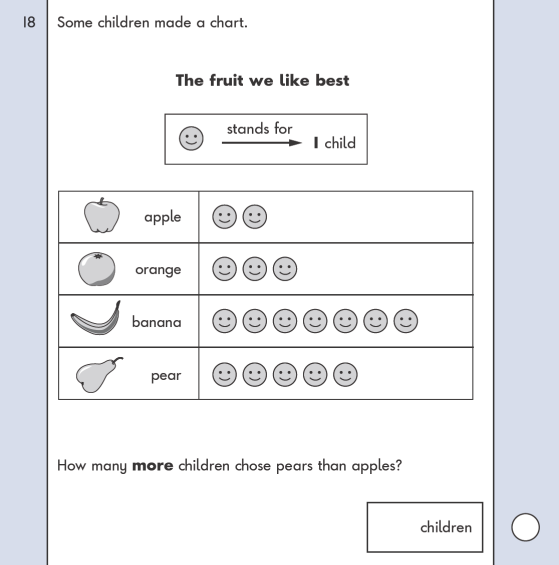 18 Some children made a chart.
The fruit we like best
stands for
1 child
apple
orange
banana
pear
How many more children chose pears than apples?
children